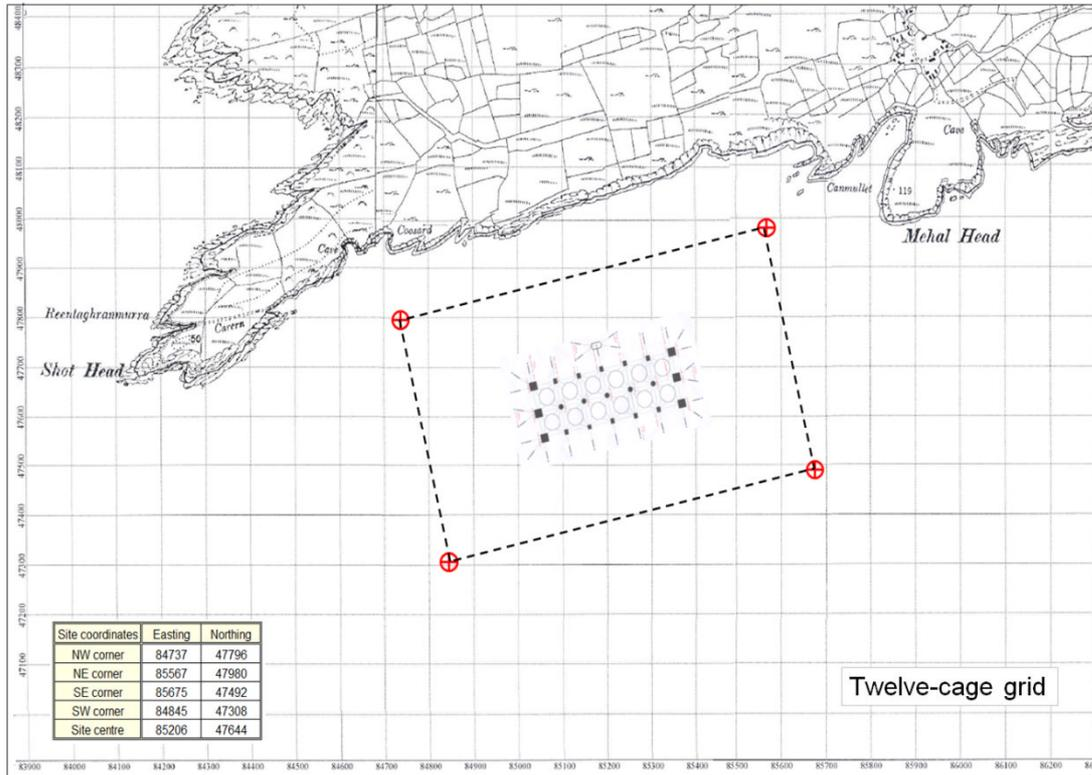 48400
48300
48200
48100
48000
47900
47800
47700
47600
47500
47400
47300
47200
47100
Cave
Canmullet
119
Mehal Head
Coosard
Cave
Reentaghranmurra
Cavern
50
Shot Head
Site coordinates Easting Northing
NW corner 84737 47796
NE corner 85567 47980
SE corner 85675 47492
SW corner 84845 47308
Site centre 85206 47644
Twelve-cage grid
83900 84000 84100 84200 84300 84400 84600 84700 84800 84900 85000 85100 85200 85300 85400 85500 85600 85700 85800 85900 86000 86100 86200